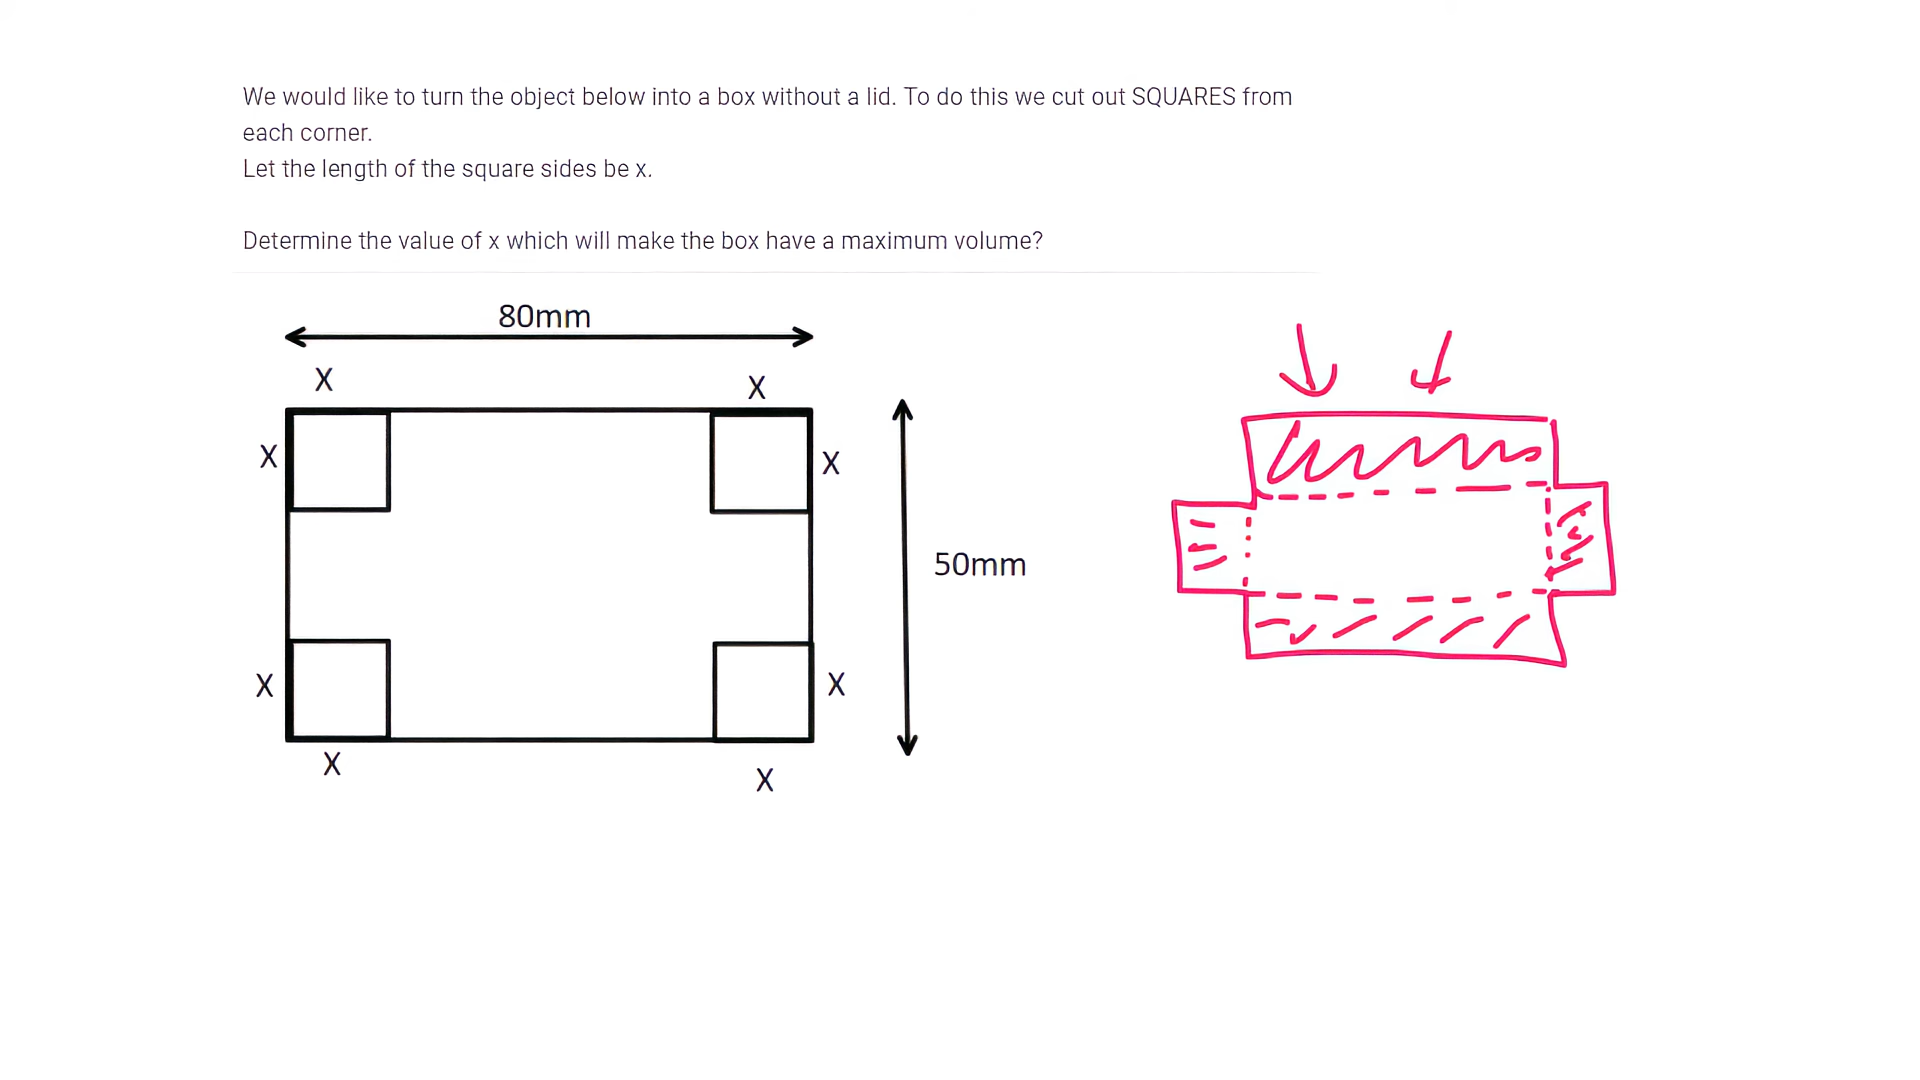 We would like to turn the object below into a box without a lid. To do this we cut out SQUARES from
each corner.
Let the length of the square sides be x.
Determine the value of x which will make the box have a maximum volume?
80mm
X
X
X
X
50mm
X
X
X
X